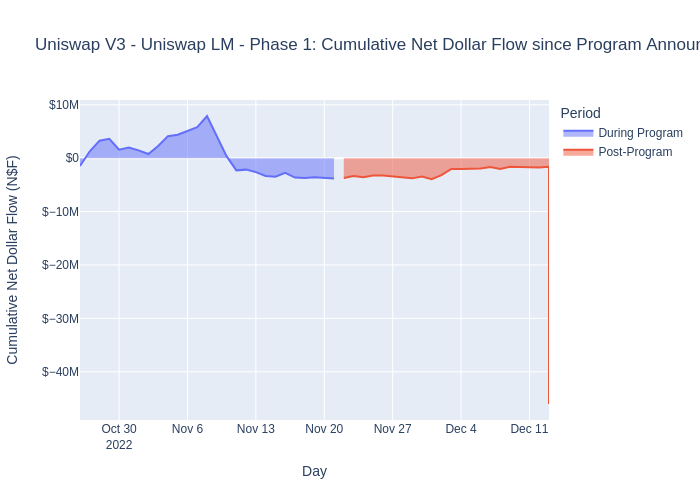 Uniswap V3 - Uniswap LM - Phase 1: Cumulative Net Dollar Flow since Program Announ
Cumulative Net Dollar Flow (N$F)
$10M
$0
$−10M
$−20M
$−30M
$−40M
Oct 30
2022
Nov 6
Nov 13
Nov 20
Nov 27
Dec 4
Dec 11
Day
Period
During Program
Post-Program